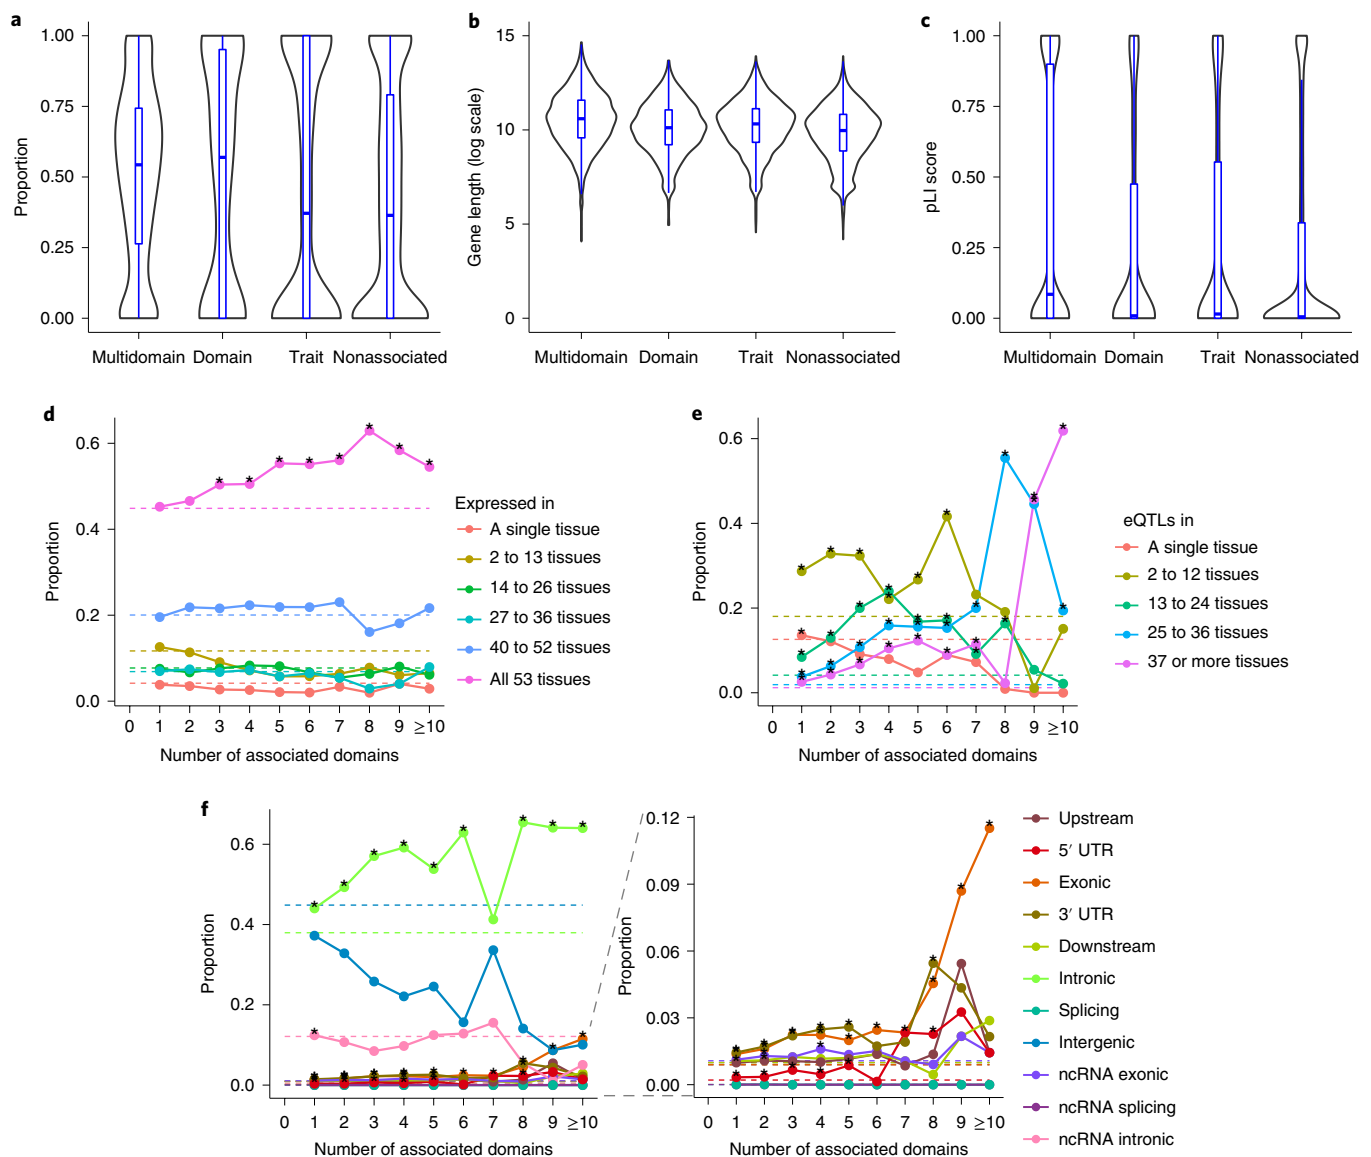 a
1.00
0.75
0.50
0.25
0.00
Proportion
Multidomain Domain Trait Nonassociated
b
15
10
5
0
Gene length (log scale)
Multidomain Domain Trait Nonassociated
c
1.00
0.75
0.50
0.25
0.00
pLI score
Multidomain Domain Trait Nonassociated
d
0.6
0.4
0.2
0.0
Proportion
0 1 2 3 4 5 6 7 8 9 ≥10
Number of associated domains
Expressed in
A single tissue
2 to 13 tissues
14 to 26 tissues
27 to 36 tissues
40 to 52 tissues
All 53 tissues
e
0.6
0.4
0.2
0.0
Proportion
0 1 2 3 4 5 6 7 8 9 ≥10
Number of associated domains
eQTLs in
A single tissue
2 to 12 tissues
13 to 24 tissues
25 to 36 tissues
37 or more tissues
f
0.6
0.4
0.2
0.0
Proportion
0 1 2 3 4 5 6 7 8 9 ≥10
Number of associated domains
0.12
0.09
0.06
0.03
0.00
Proportion
0 1 2 3 4 5 6 7 8 9 ≥10
Number of associated domains
Upstream
5′ UTR
Exonic
3′ UTR
Downstream
Intronic
Splicing
Intergenic
ncRNA exonic
ncRNA splicing
ncRNA intronic